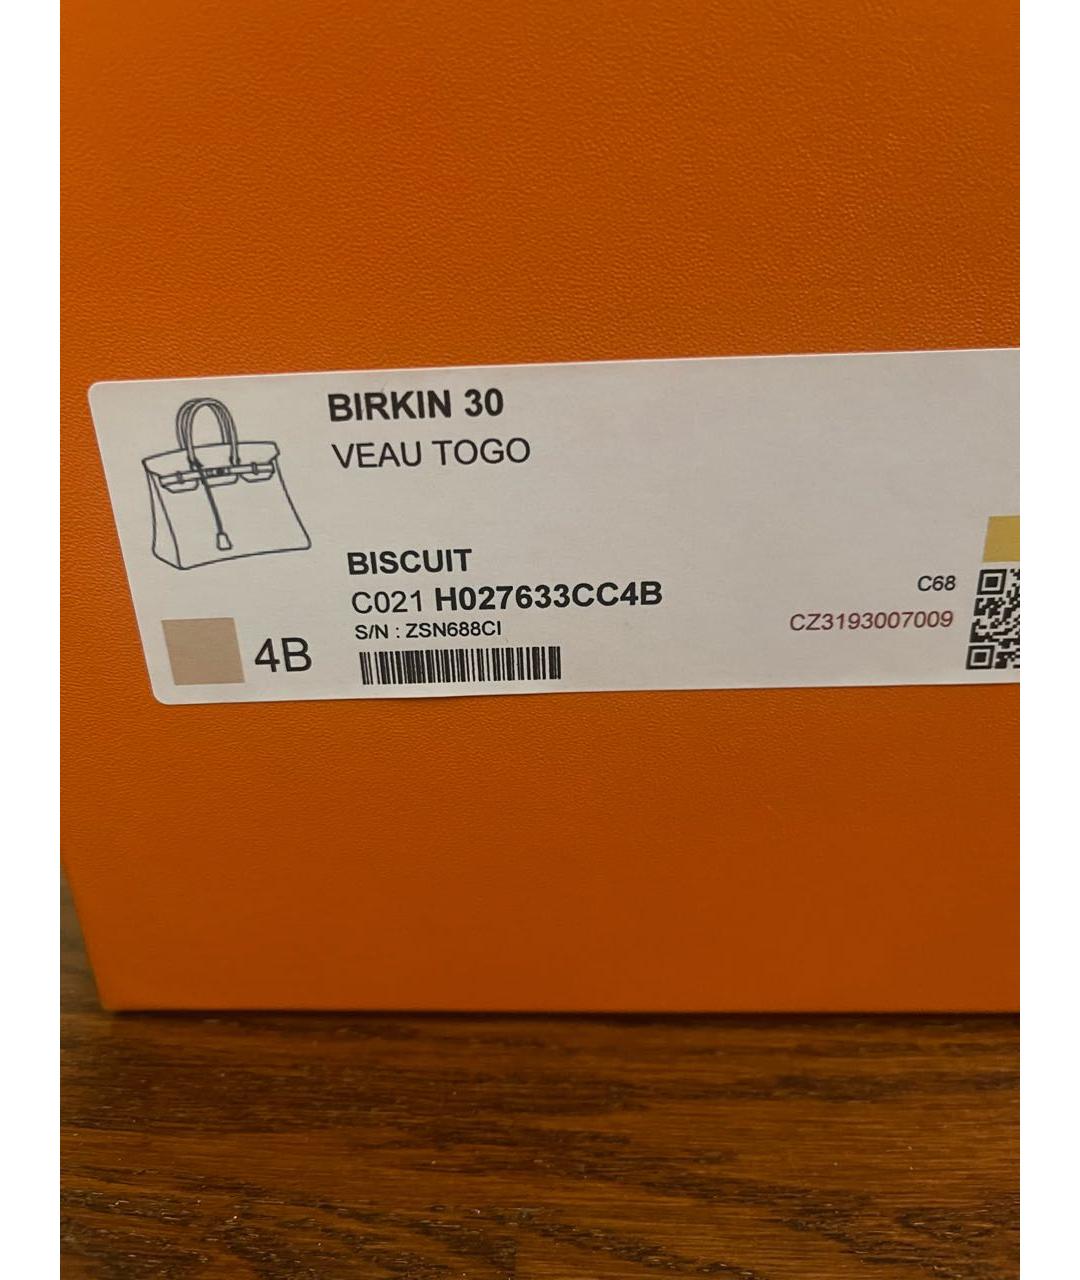 BIRKIN 30
VEAU TOGO
BISCUIT
C021 H027633CC4B
S/N : ZSN688CI
4B
C68
CZ3193007009